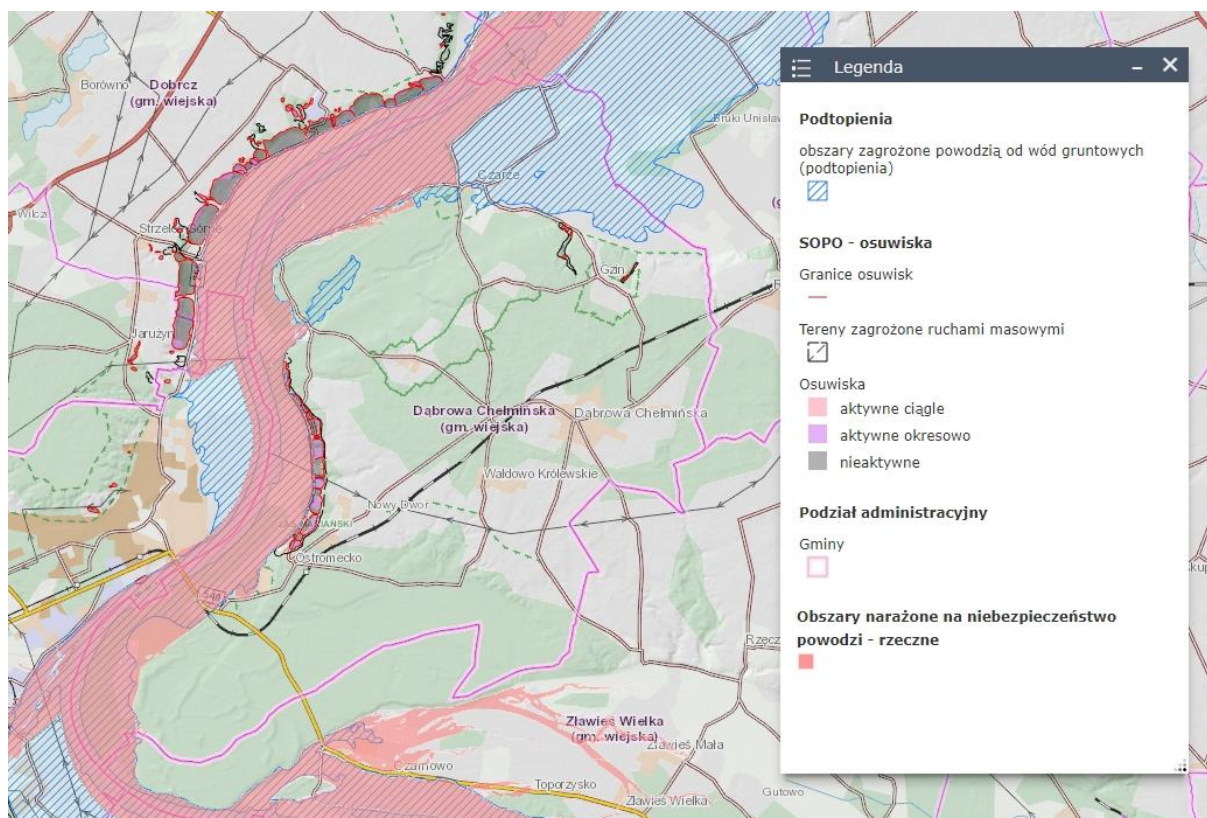 Borówno
Dobrcz
(gm. wiejska)
Strzelce Górne
Jarużyn
Czarze
Gzin
Dąbrowa Chełmińska
(gm. wiejska)
Dąbrowa Chełmińska
Wałdowo Królewskie
Nowy Dwór
Ostromecko
540
Zławieś Wielka
(gm. wiejska)
Zławieś Mała
Czarnowo
Toporzysko
Zławieś Wielka
Gutowo
Legenda
Podtopienia
obszary zagrożone powodzią od wód gruntowych
(podtopienia)
SOPO - osuwiska
Granice osuwisk
Tereny zagrożone ruchami masowymi
Osuwiska
aktywne ciągle
aktywne okresowo
nieaktywne
Podział administracyjny
Gminy
Obszary narażone na niebezpieczeństwo
powodzi - rzeczne